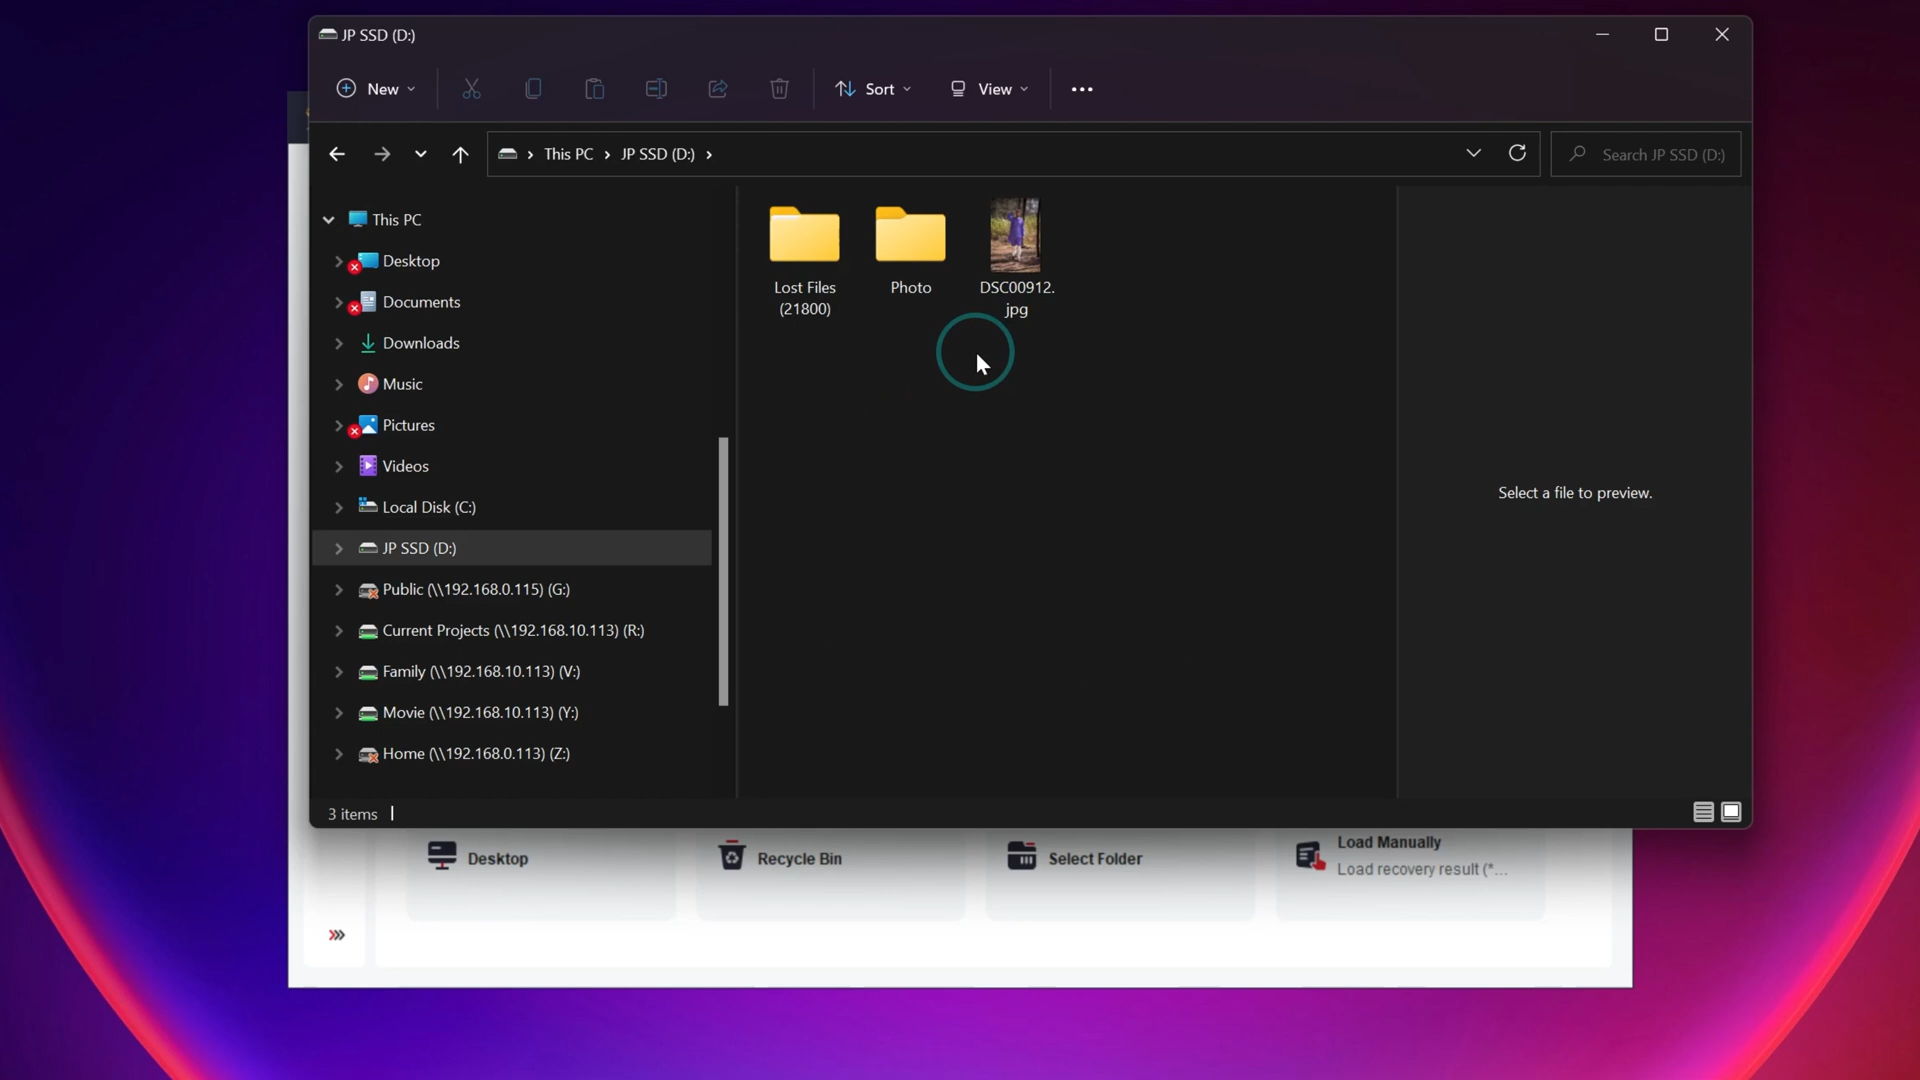 JP SSD (D:)
New
Sort
View
This PC
JP SSD (D:)
Search JP SSD (D:)
This PC
Desktop
Documents
Downloads
Music
Pictures
Videos
Local Disk (C:)
JP SSD (D:)
Public (\\192.168.0.115) (G:)
Current Projects (\\192.168.10.113) (R:)
Family (\\192.168.10.113) (V:)
Movie (\\192.168.10.113) (Y:)
Home (\\192.168.0.113) (Z:)
Lost Files
(21800)
Photo
DSC00912.
jpg
Select a file to preview.
3 items
Desktop
Recycle Bin
Select Folder
Load Manually
Load recovery result (*...